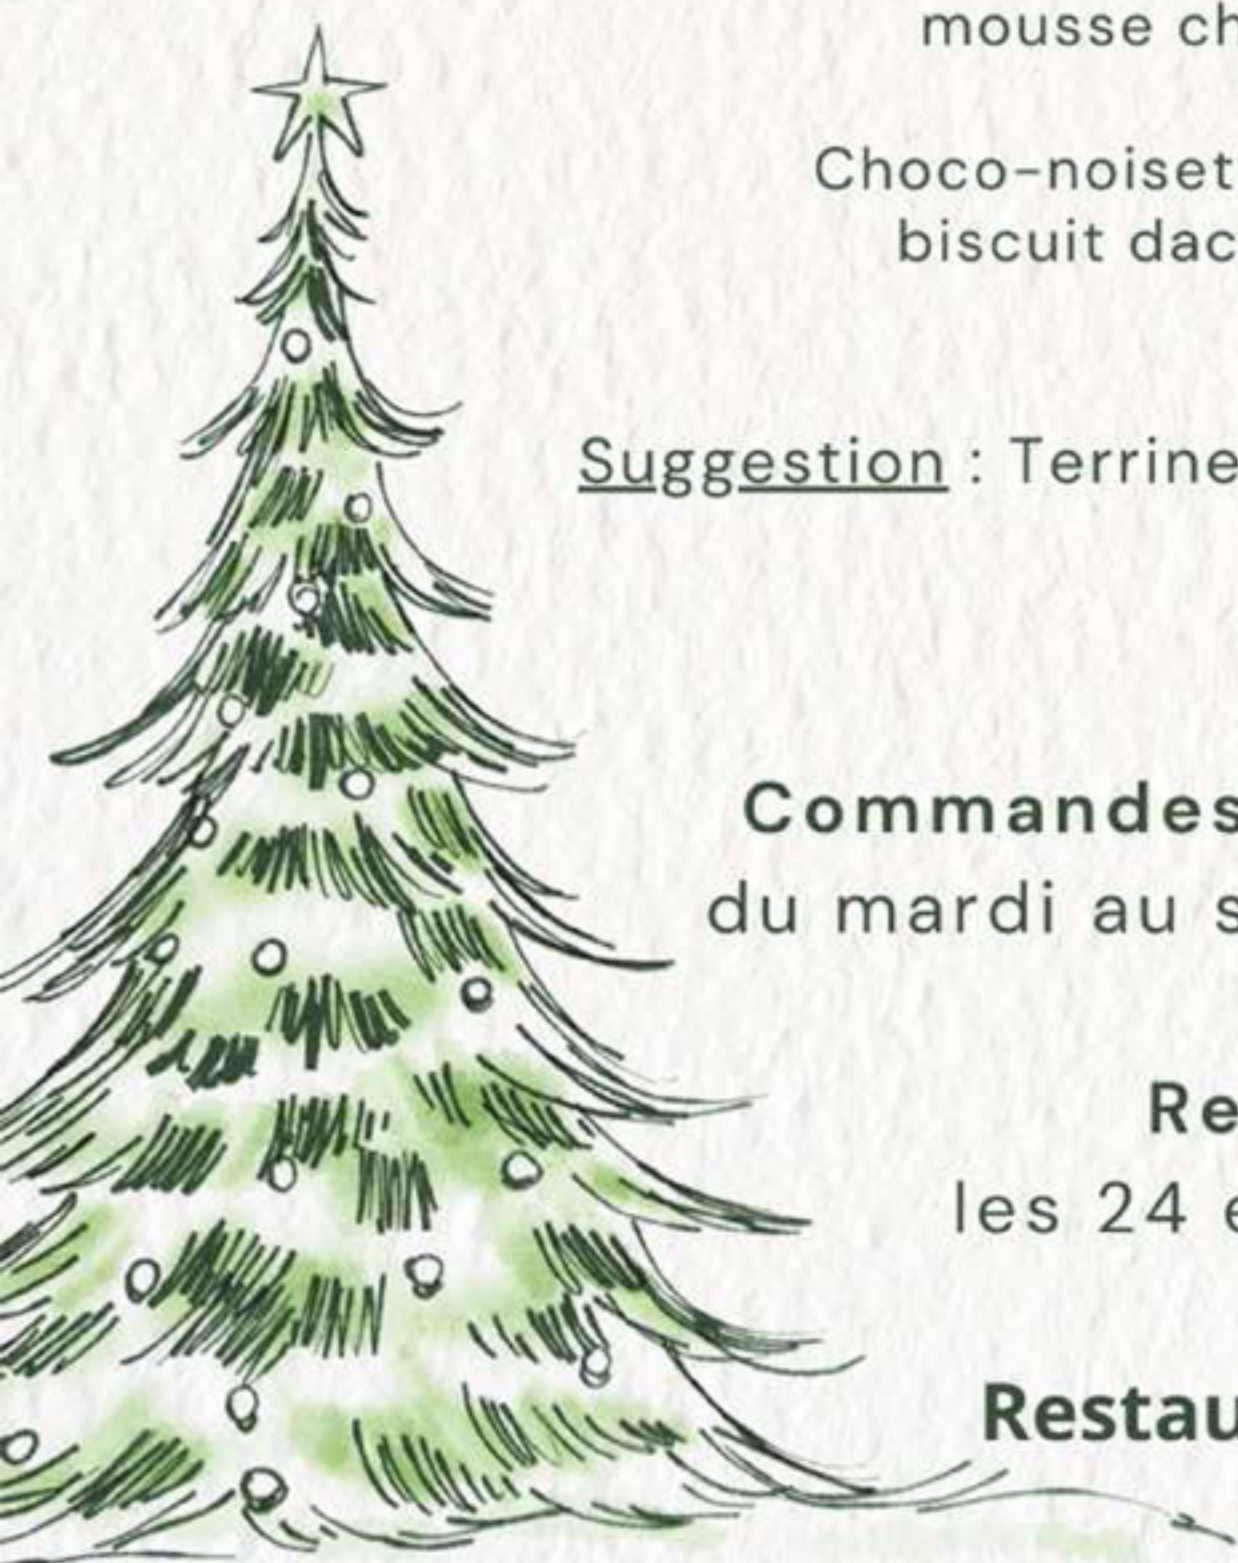 mousse ch
Choco-noiset
biscuit dac
Suggestion : Terrine
Commandes
du mardi au s
Re
les 24 e
Restau